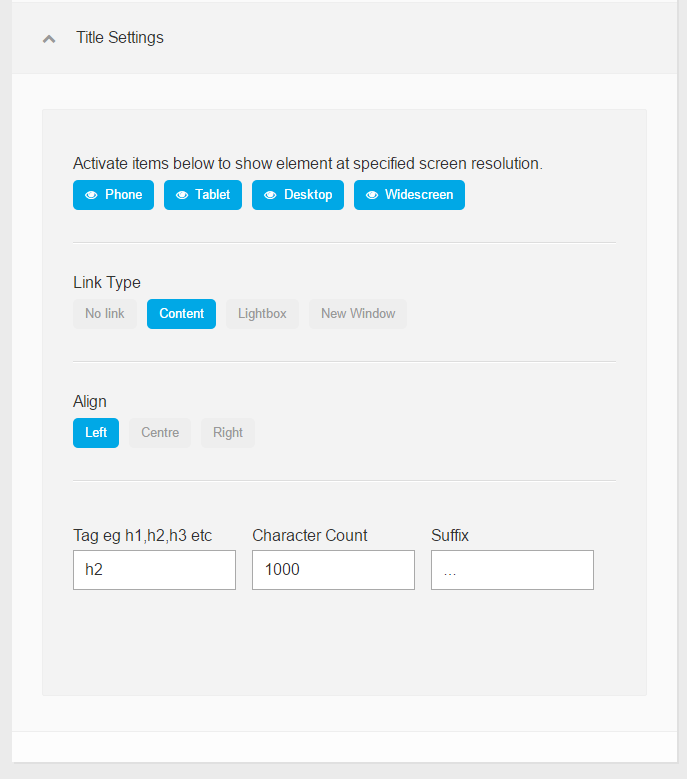 Title Settings
Activate items below to show element at specified screen resolution.
Phone Tablet Desktop Widescreen
Link Type
No link Content Lightbox New Window
Align
Left Centre Right
Tag eg h1,h2,h3 etc Character Count Suffix
h2 1000 ...